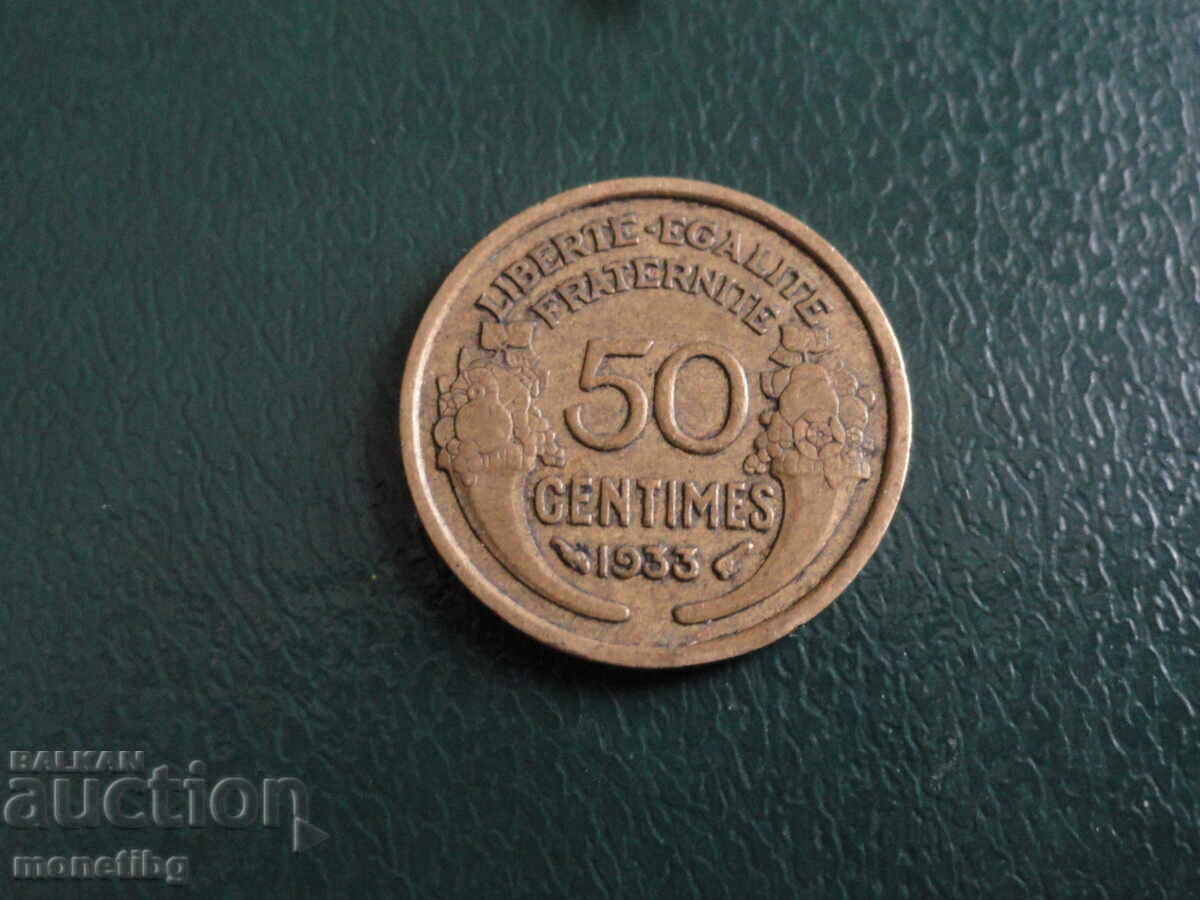 LIBERTE · EGALITE
FRATERNITE
50
CENTIMES
1933
BALKAN
auction
monetibg